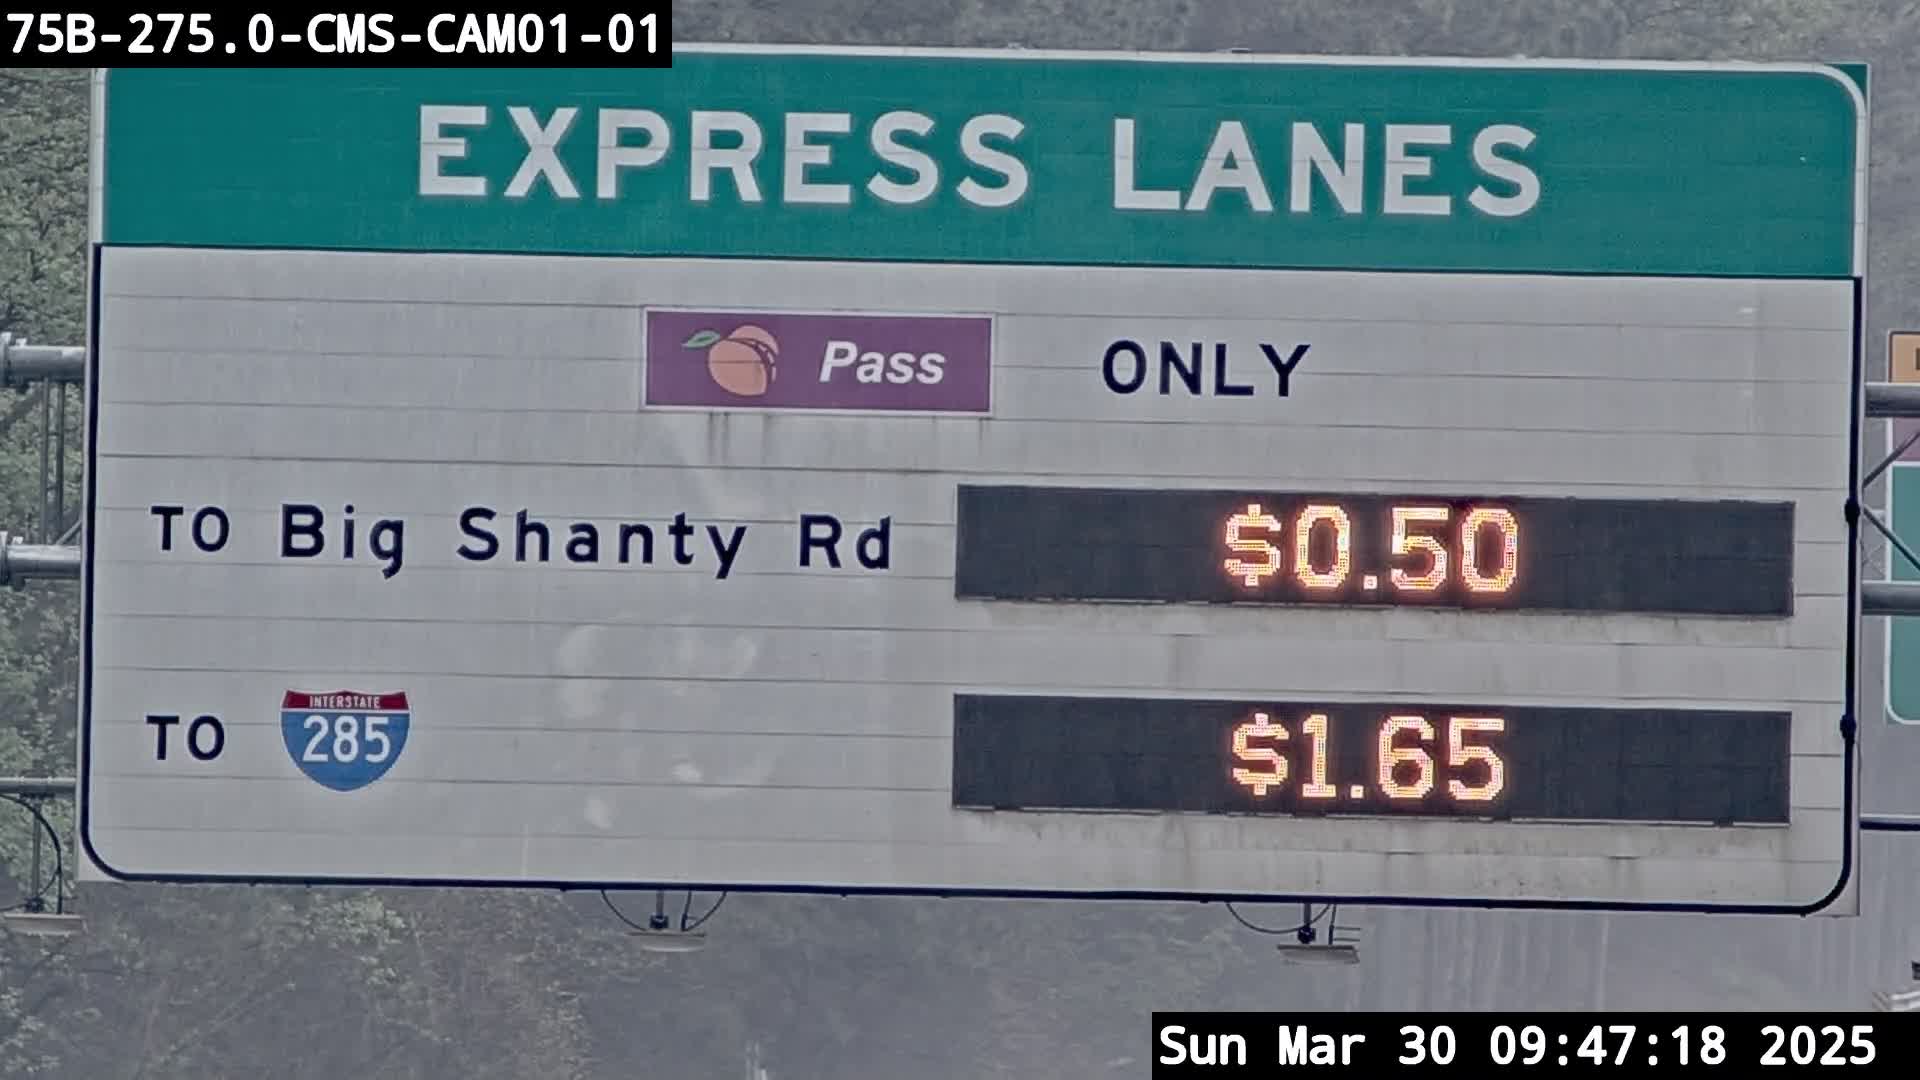 75B-275.0-CMS-CAM01-01
EXPRESS LANES
Pass ONLY
TO Big Shanty Rd $0.50
INTERSTATE
TO 285 $1.65
Sun Mar 30 09:47:18 2025